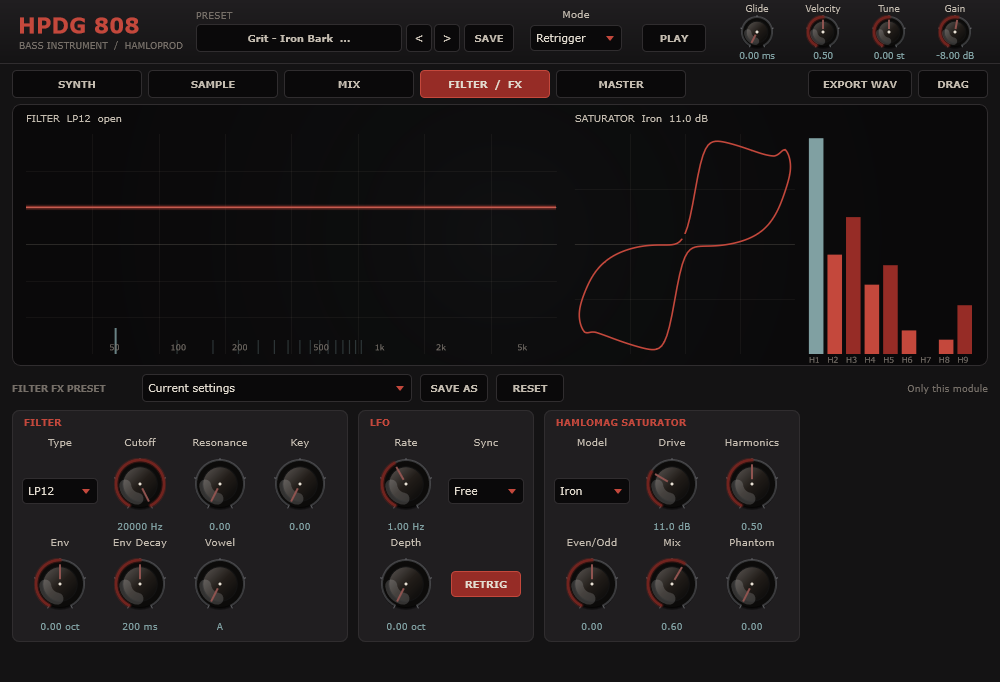 HPDG 808
BASS INSTRUMENT / HAMLOPROD
PRESET
Grit - Iron Bark ...
<
>
SAVE
Mode
Retrigger
PLAY
Glide
Velocity
Tune
Gain
0.00 ms
0.50
0.00 st
-8.00 dB
SYNTH
SAMPLE
MIX
FILTER / FX
MASTER
EXPORT WAV
DRAG
FILTER LP12 open
50
100
200
500
1k
2k
5k
SATURATOR Iron 11.0 dB
H1
H2
H3
H4
H5
H6
H7
H8
H9
FILTER FX PRESET
Current settings
SAVE AS
RESET
Only this module
FILTER
Type
Cutoff
Resonance
Key
LP12
20000 Hz
0.00
0.00
Env
Env Decay
Vowel
0.00 oct
200 ms
A
LFO
Rate
Sync
Free
1.00 Hz
Depth
RETRIG
0.00 oct
HAMLOMAG SATURATOR
Model
Drive
Harmonics
Iron
11.0 dB
0.50
Even/Odd
Mix
Phantom
0.00
0.60
0.00